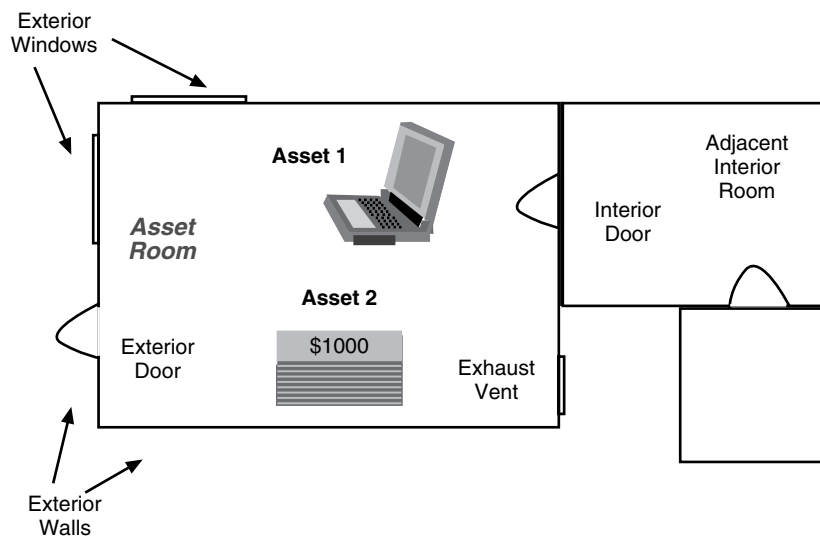 Exterior
Windows
Asset 1
Adjacent
Interior
Room
Asset
Room
Interior
Door
Asset 2
Exterior
Door
$1000
Exhaust
Vent
Exterior
Walls